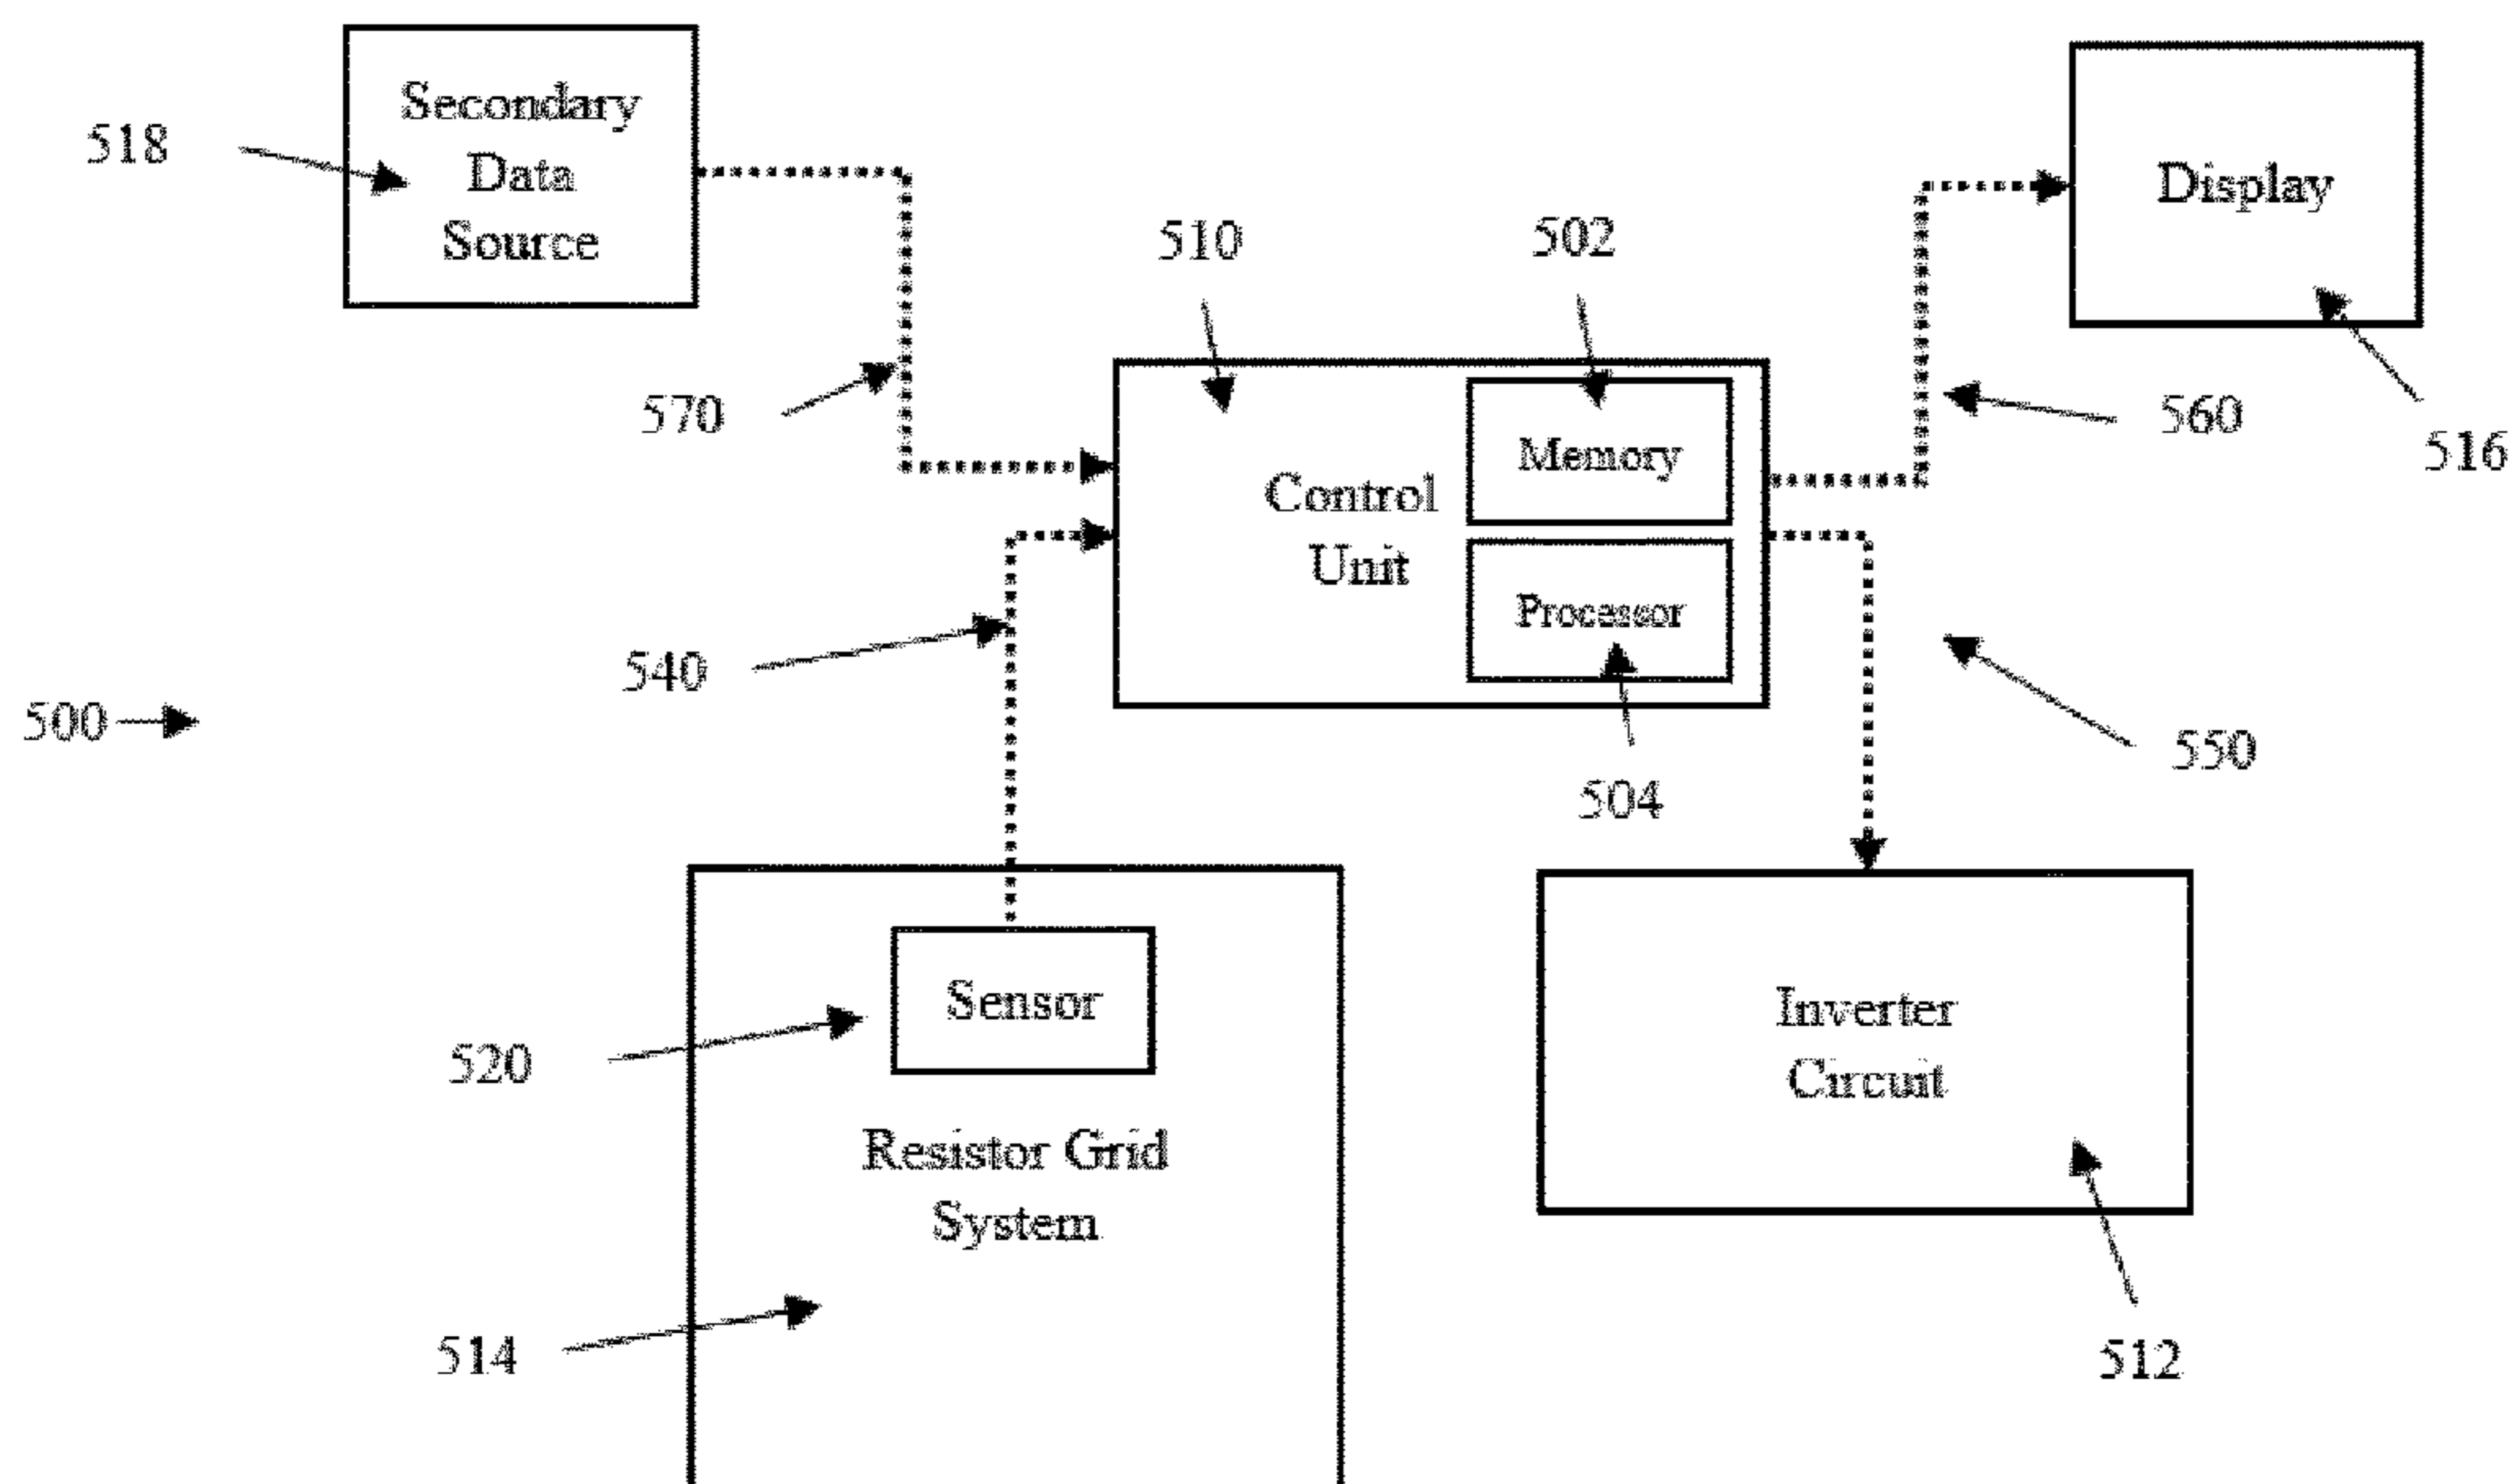 518
Secondary
Data
Source
570
510
502
Display
560
516
Control
Unit
Memory
Processor
540
500
550
504
520
Sensor
Resistor Grid
System
514
Inverter
Circuit
512